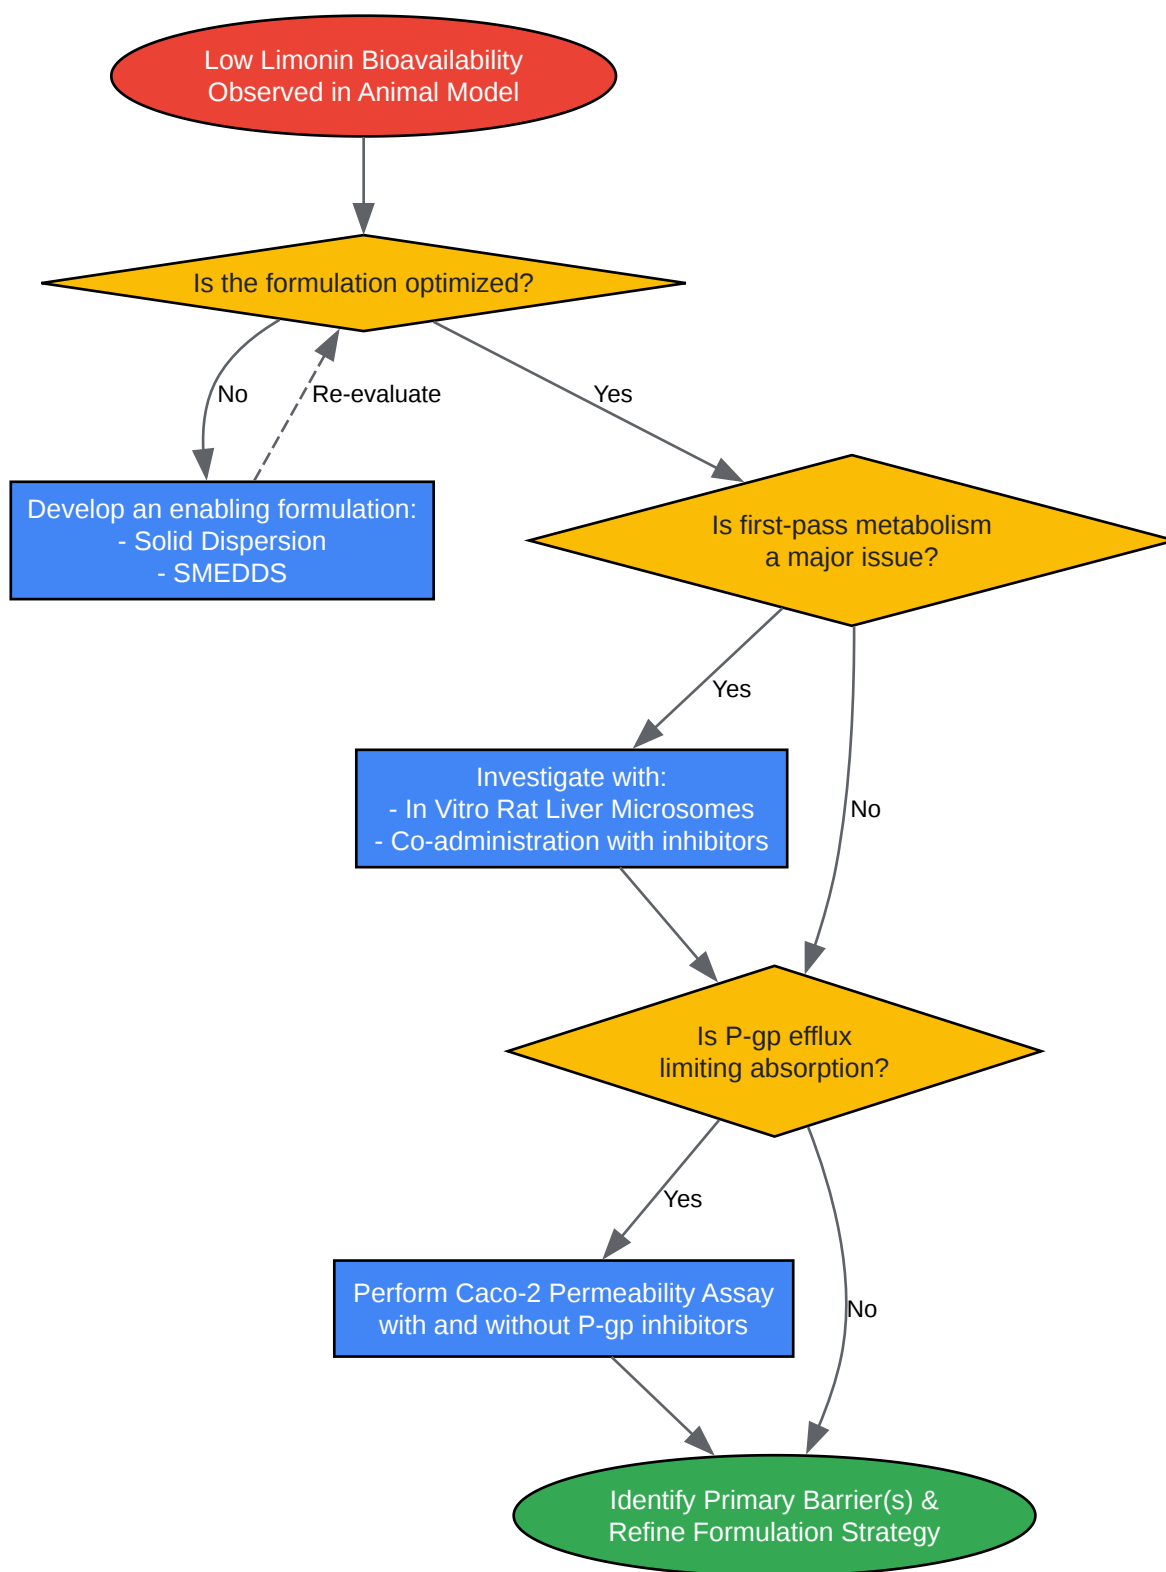 Low Limonin Bioavailability
Observed in Animal Model
Is the formulation optimized?
No
Re-evaluate
Yes
Develop an enabling formulation:
- Solid Dispersion
- SMEDDS
Is first-pass metabolism
a major issue?
Yes
No
Investigate with:
- In Vitro Rat Liver Microsomes
- Co-administration with inhibitors
Is P-gp efflux
limiting absorption?
Yes
No
Perform Caco-2 Permeability Assay
with and without P-gp inhibitors
Identify Primary Barrier(s) &
Refine Formulation Strategy